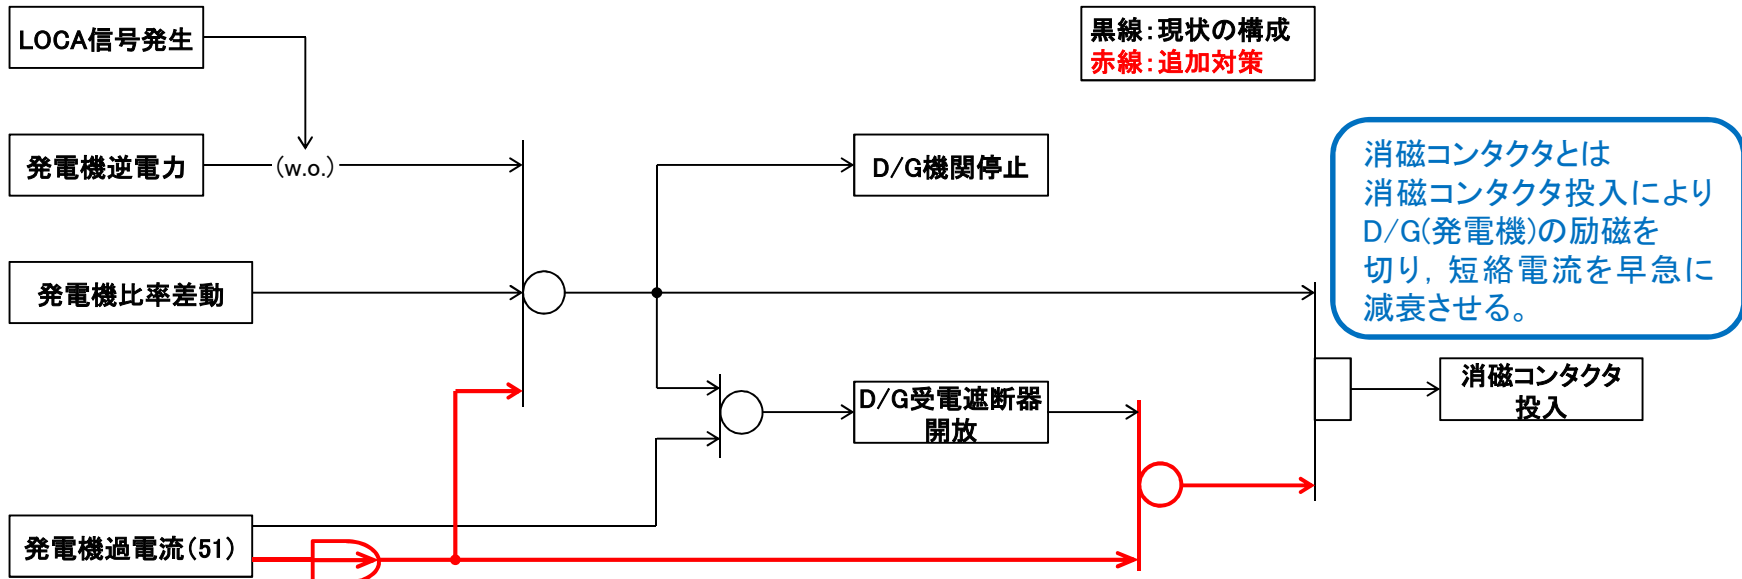 LOCA信号発生
黒線：現状の構成
赤線：追加対策
発電機逆電力
(w.o.)
D/G機関停止
消磁コンタクタとは
消磁コンタクタ投入により
D/G(発電機)の励磁を
切り，短絡電流を早急に
減衰させる。
発電機比率差動
D/G受電遮断器
開放
消磁コンタクタ
投入
発電機過電流(51)